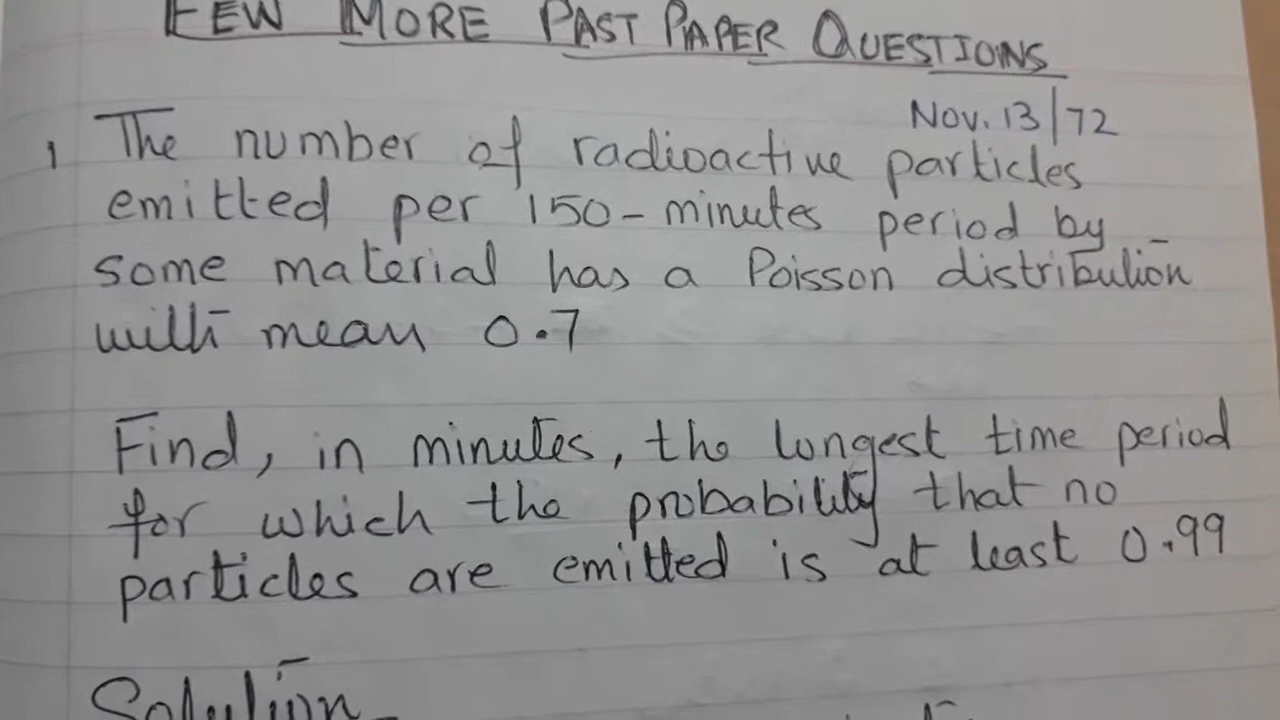 FEW MORE PAST PAPER QUESTIONS
Nov. 13/72
1 The number of radioactive particles
emitted per 150-minutes period by
some material has a Poisson distribution
with mean 0.7
Find, in minutes, the longest time period
for which the probability that no
particles are emitted is at least 0.99
Solution